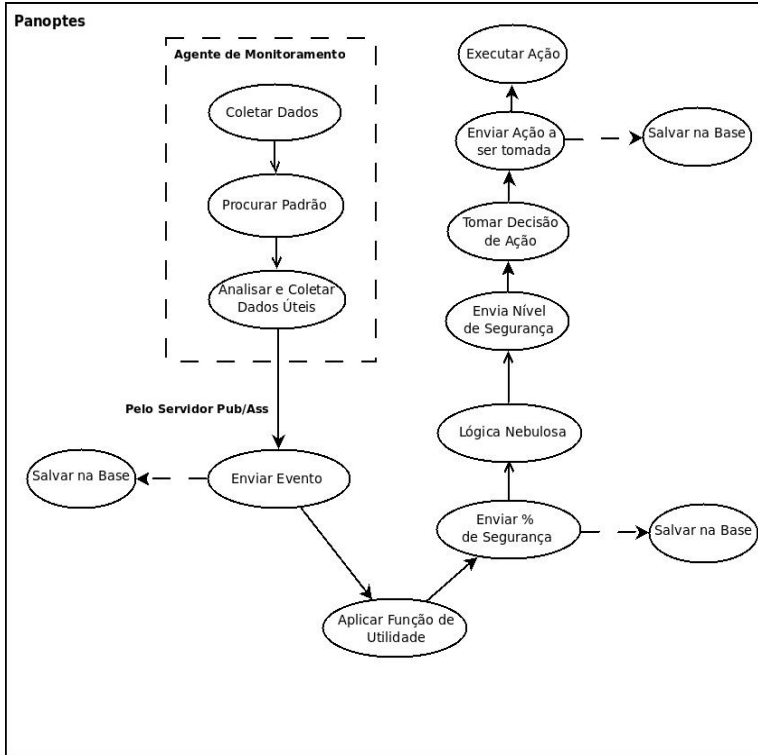 Panoptes
Agente de Monitoramento
Coletar Dados
Procurar Padrão
Analisar e Coletar
Dados Úteis
Pelo Servidor Pub/Ass
Salvar na Base
Enviar Evento
Aplicar Função de
Utilidade
Enviar %
de Segurança
Salvar na Base
Lógica Nebulosa
Envia Nível
de Segurança
Tomar Decisão
de Ação
Enviar Ação a
ser tomada
Salvar na Base
Executar Ação